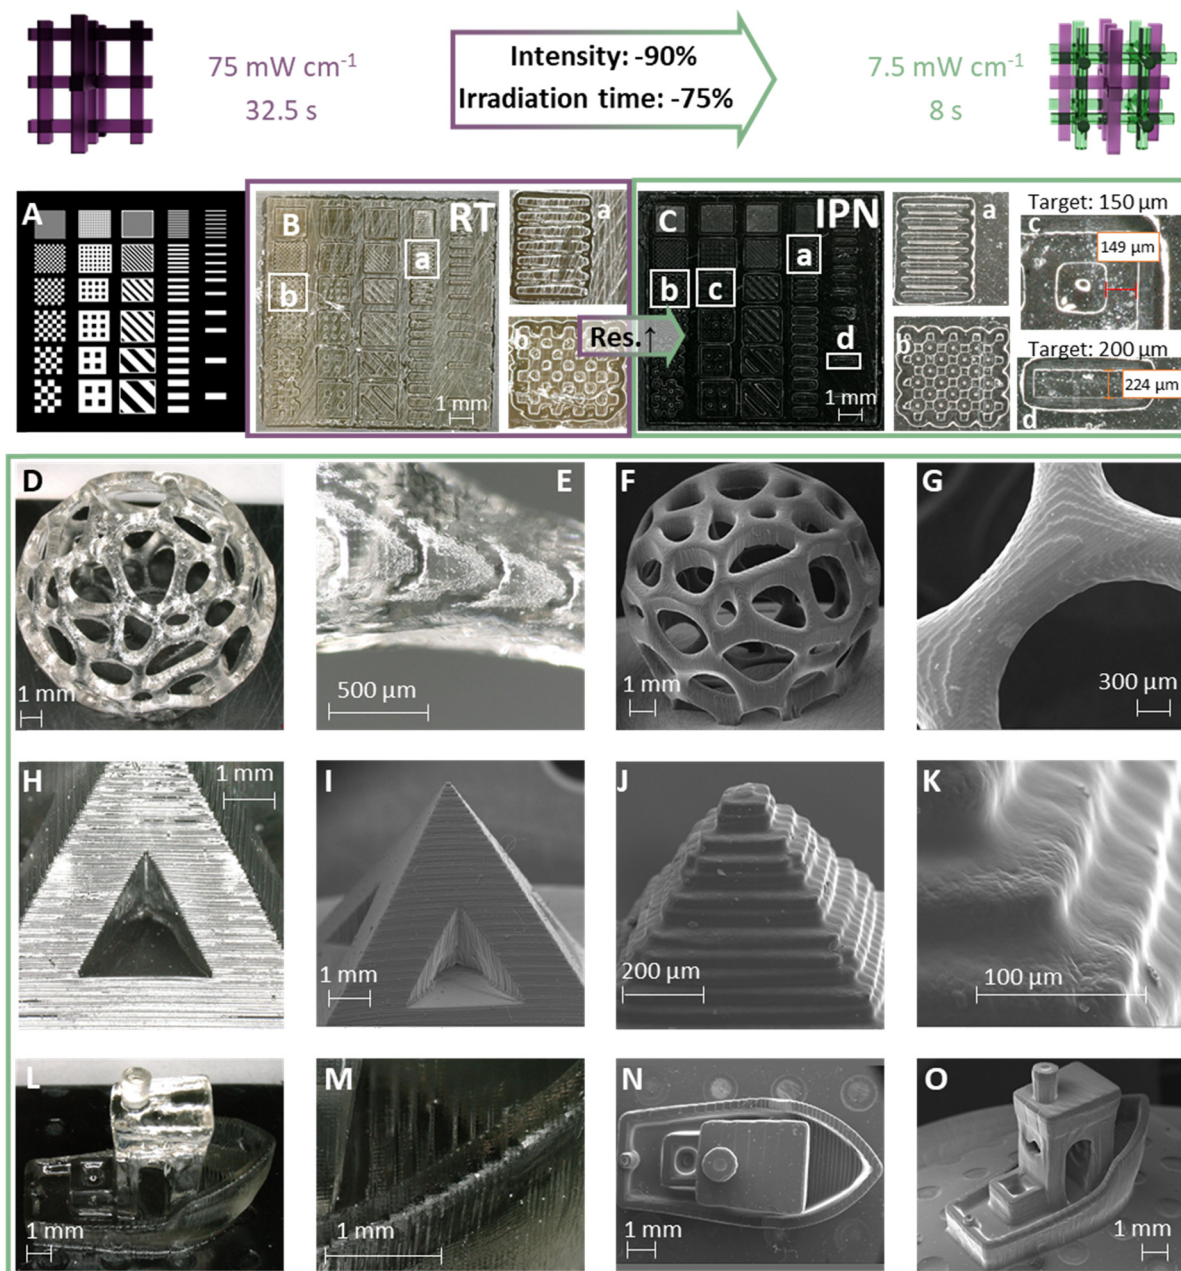 75 mW cm-1
32.5 s
Intensity: -90%
Irradiation time: -75%
7.5 mW cm-1
8 s
A
B
RT
a
b
1 mm
a
b
Res.↑
C
IPN
a
b
c
d
1 mm
a
b
Target: 150 µm
c
149 µm
Target: 200 µm
224 µm
d
D
1 mm
E
500 µm
F
1 mm
G
300 µm
H
1 mm
I
1 mm
J
200 µm
K
100 µm
L
1 mm
M
1 mm
N
1 mm
O
1 mm